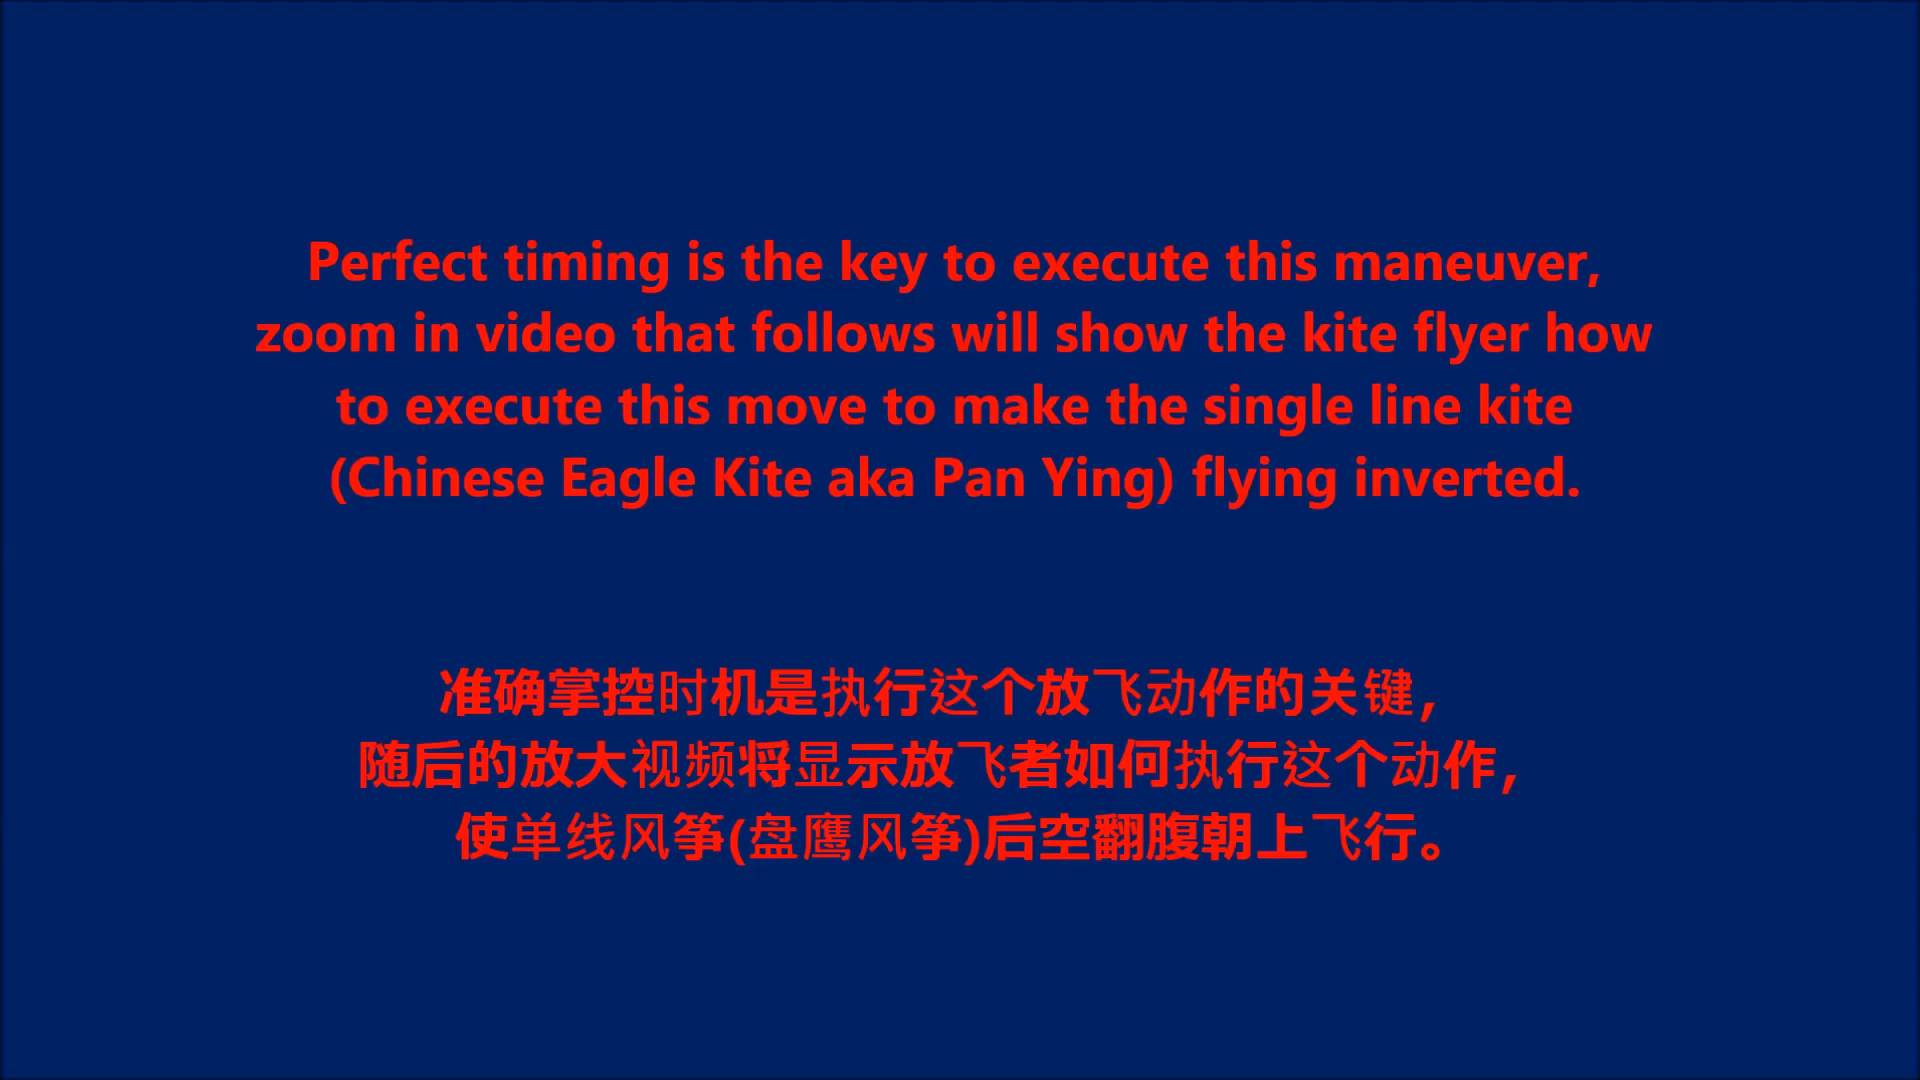 Perfect timing is the key to execute this maneuver,
zoom in video that follows will show the kite flyer how
to execute this move to make the single line kite
(Chinese Eagle Kite aka Pan Ying) flying inverted.
准确掌控时机是执行这个放飞动作的关键，
随后的放大视频将显示放飞者如何执行这个动作，
使单线风筝(盘鹰风筝)后空翻腹朝上飞行。